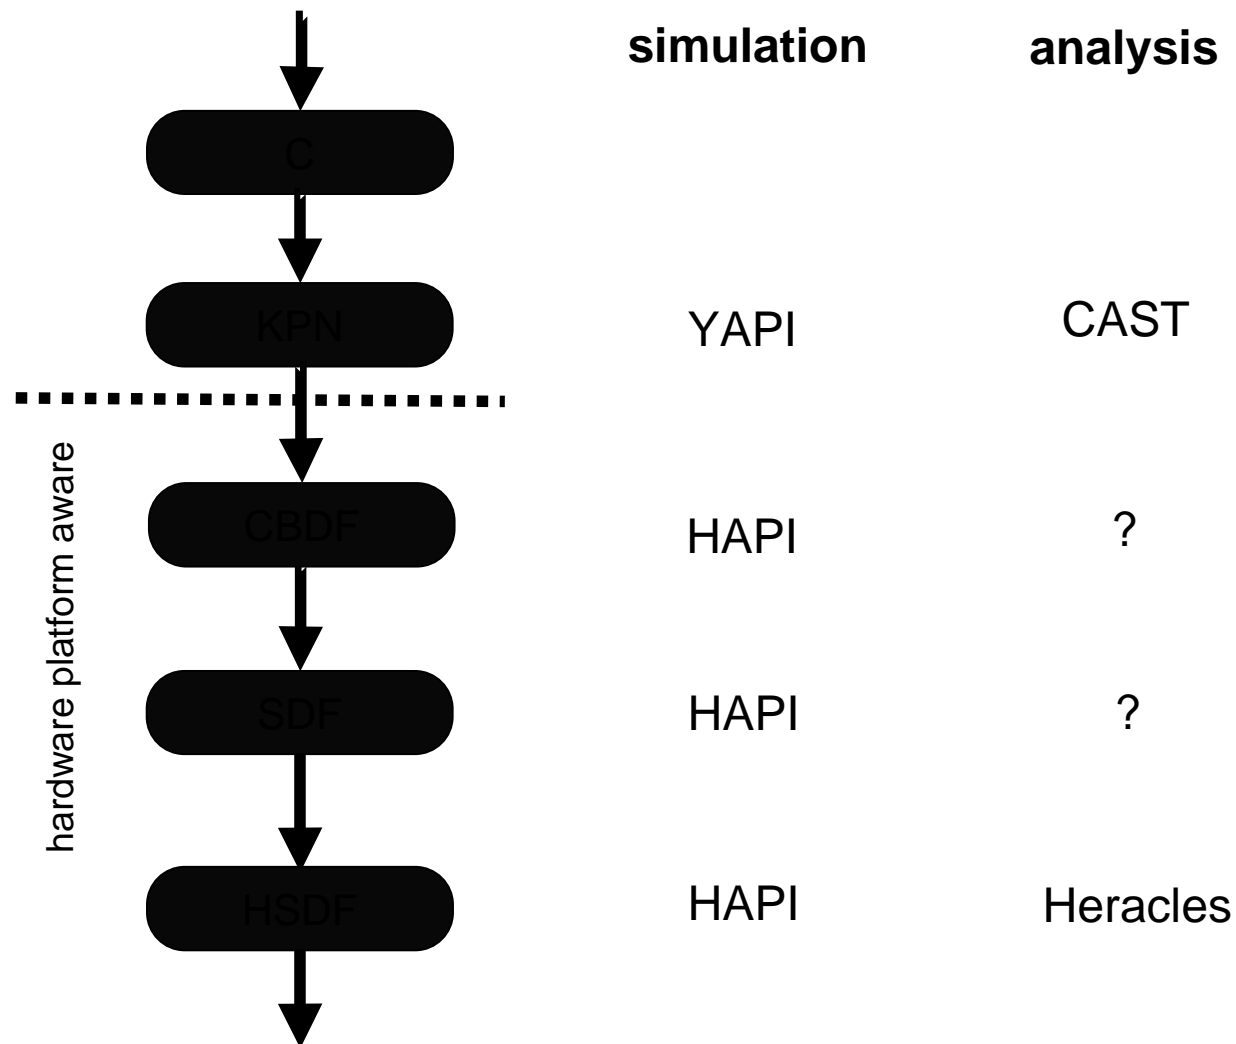 simulation analysis
C
KPN YAPI CAST
hardware platform aware
CBDF HAPI ?
SDF HAPI ?
HSDF HAPI Heracles